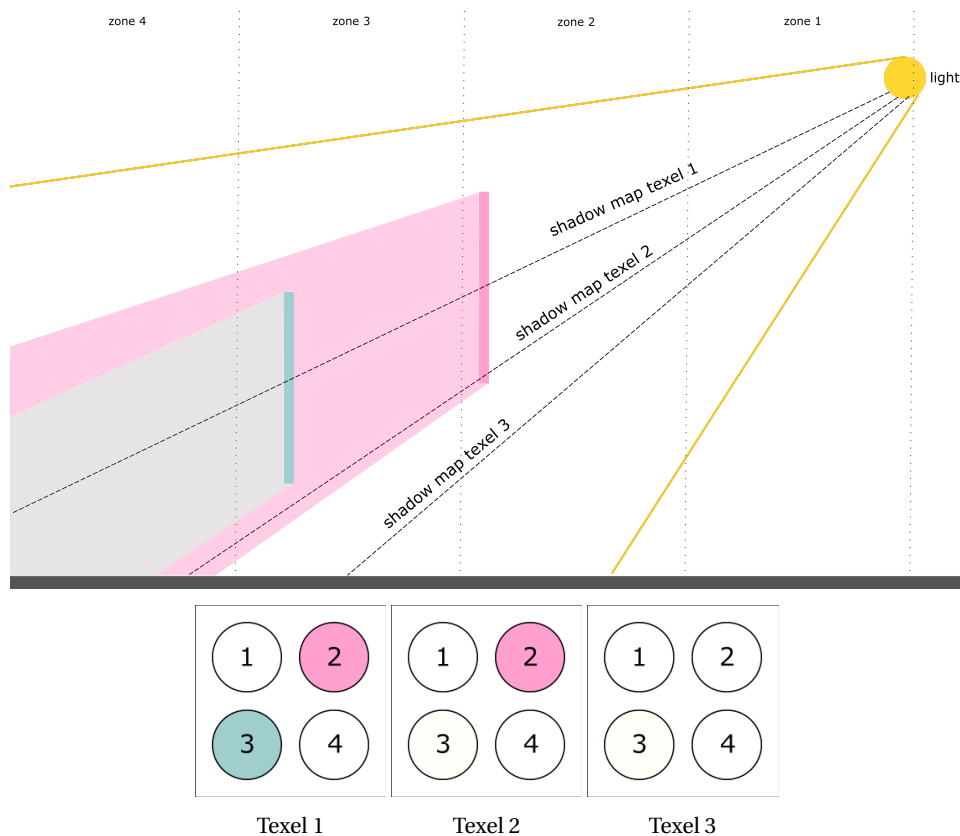 zone 4
zone 3
zone 2
zone 1
light
shadow map texel 1
shadow map texel 2
shadow map texel 3
1 2
3 4
1 2
3 4
1 2
3 4
Texel 1
Texel 2
Texel 3